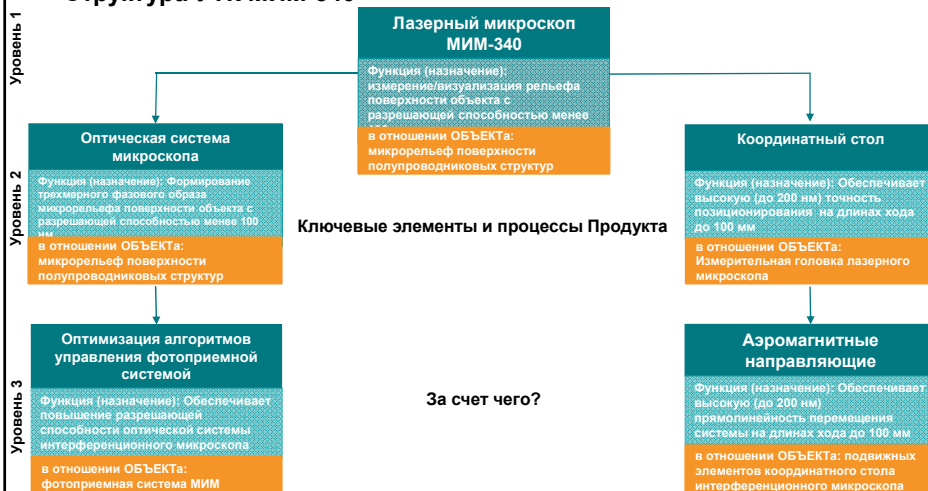 Уровень 1
Лазерный микроскоп
МИМ-340
Функция (назначение):
измерение/визуализация рельефа
поверхности объекта с
разрешающей способностью менее
в отношении ОБЪЕКТа:
микрорельеф поверхности
полупроводниковых структур
Уровень 2
Оптическая система
микроскопа
Функция (назначение): Формирование
трехмерного фазового образа
микрорельефа поверхности объекта с
разрешающей способностью менее 100
нм
в отношении ОБЪЕКТа:
микрорельеф поверхности
полупроводниковых структур
Ключевые элементы и процессы Продукта
Координатный стол
Функция (назначение): Обеспечивает
высокую (до 200 нм) точность
позиционирования на длинах хода
до 100 мм
в отношении ОБЪЕКТа:
Измерительная головка лазерного
микроскопа
Уровень 3
Оптимизация алгоритмов
управления фотоприемной
системой
Функция (назначение): Обеспечивает
повышение разрешающей
способности оптической системы
интерференционного микроскопа
в отношении ОБЪЕКТа:
фотоприемная система МИМ
За счет чего?
Аэромагнитные
направляющие
Функция (назначение): Обеспечивает
высокую (до 200 нм)
прямолинейность перемещения
системы на длинах хода до 100 мм
в отношении ОБЪЕКТа: подвижных
элементов координатного стола
интерференционного микроскопа